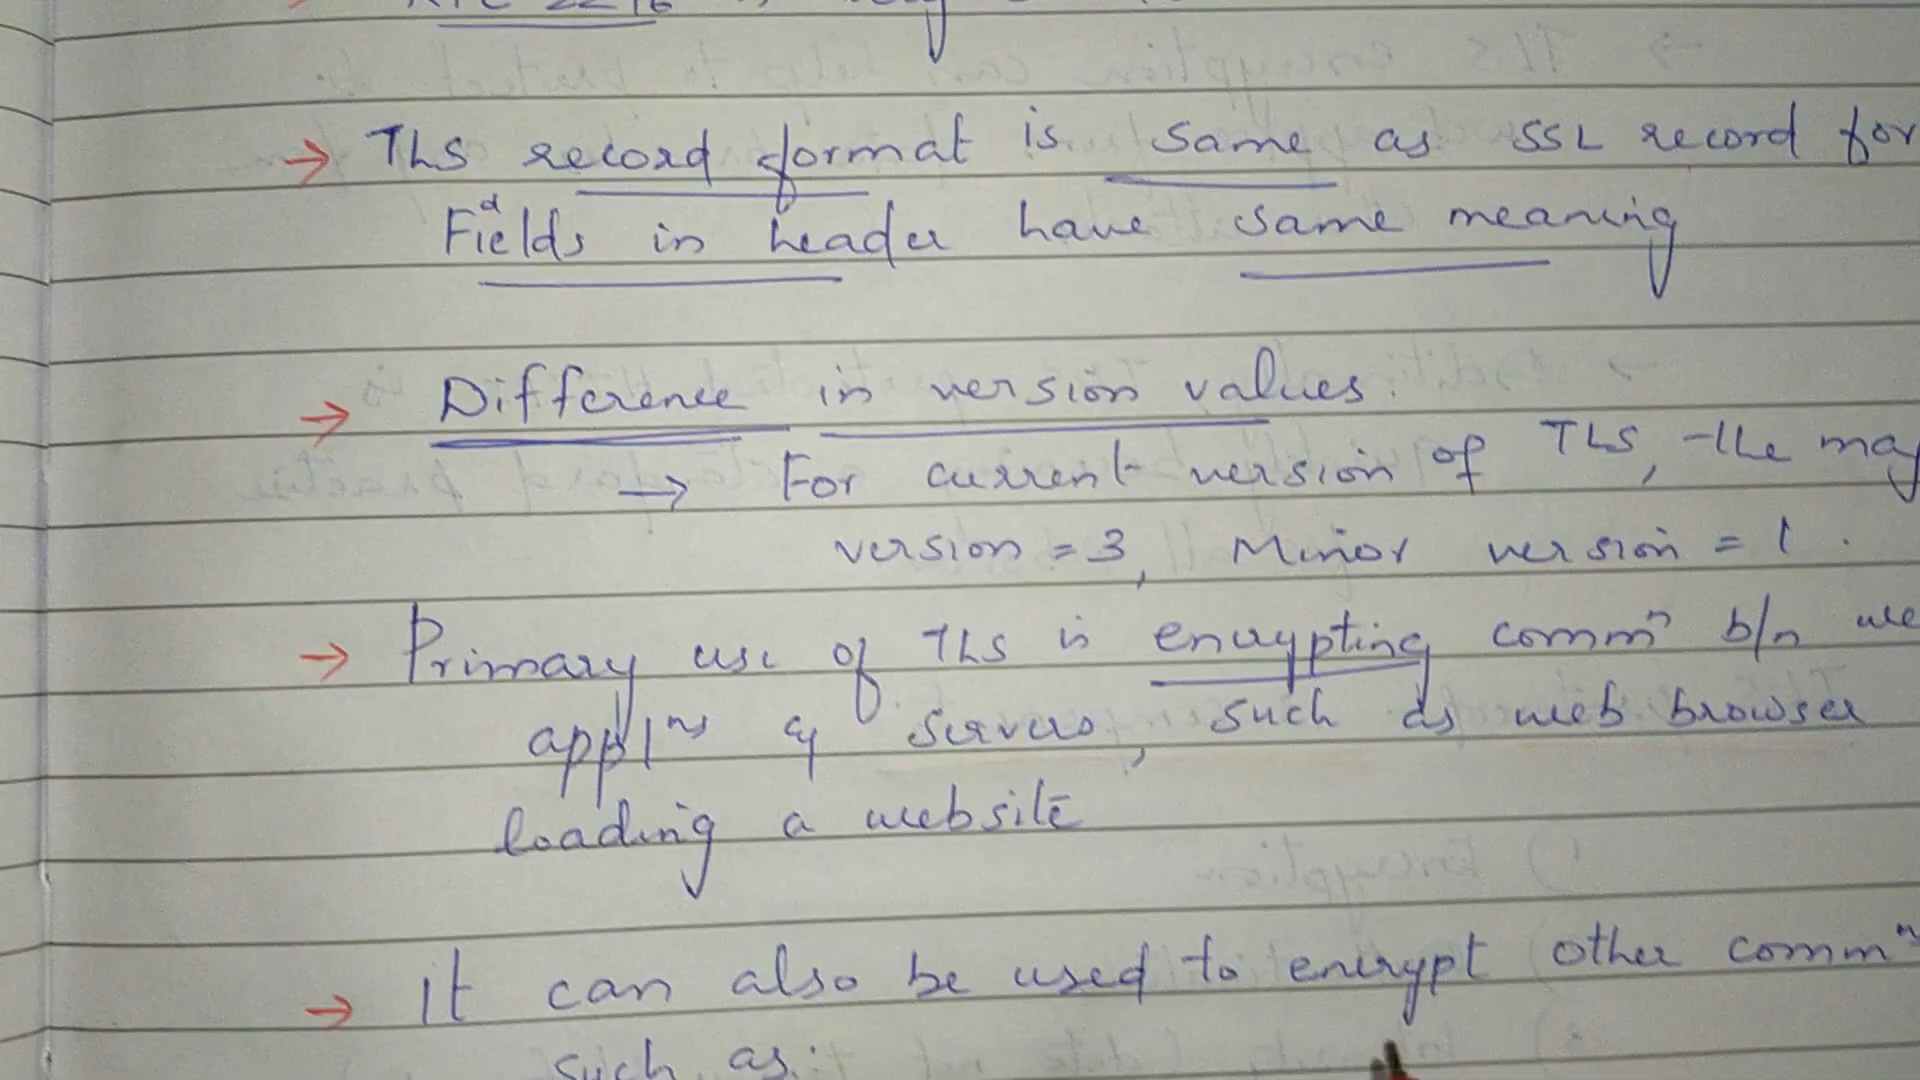 → TLS record format is same as SSL record for
Fields in header have same meaning
→ Difference in version values.
→ For current version of TLS, the maj
version = 3, Minor version = 1.
→ Primary use of TLS is encrypting commⁿ b/n we
applⁿs & servers, such as web browser
loading a website
→ It can also be used to encrypt other commⁿ
such as: